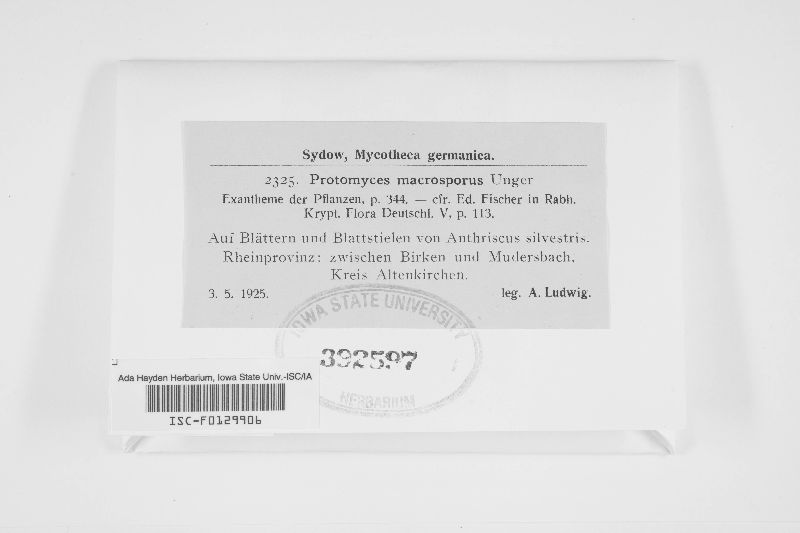 Sydow, Mycotheca germanica.
2325. Protomyces macrosporus Unger
Exantheme der Pflanzen, p. 344. — cfr. Ed. Fischer in Rabh.
Krypt. Flora Deutschl. V, p. 113.
Auf Blättern und Blattstielen von Anthriscus silvestris.
Rheinprovinz: zwischen Birken und Mudersbach,
Kreis Altenkirchen.
3. 5. 1925. leg. A. Ludwig.
IOWA STATE UNIVERSITY
392597
HERBARIUM
Ada Hayden Herbarium, Iowa State Univ.-ISC/IA
ISC-F0129906